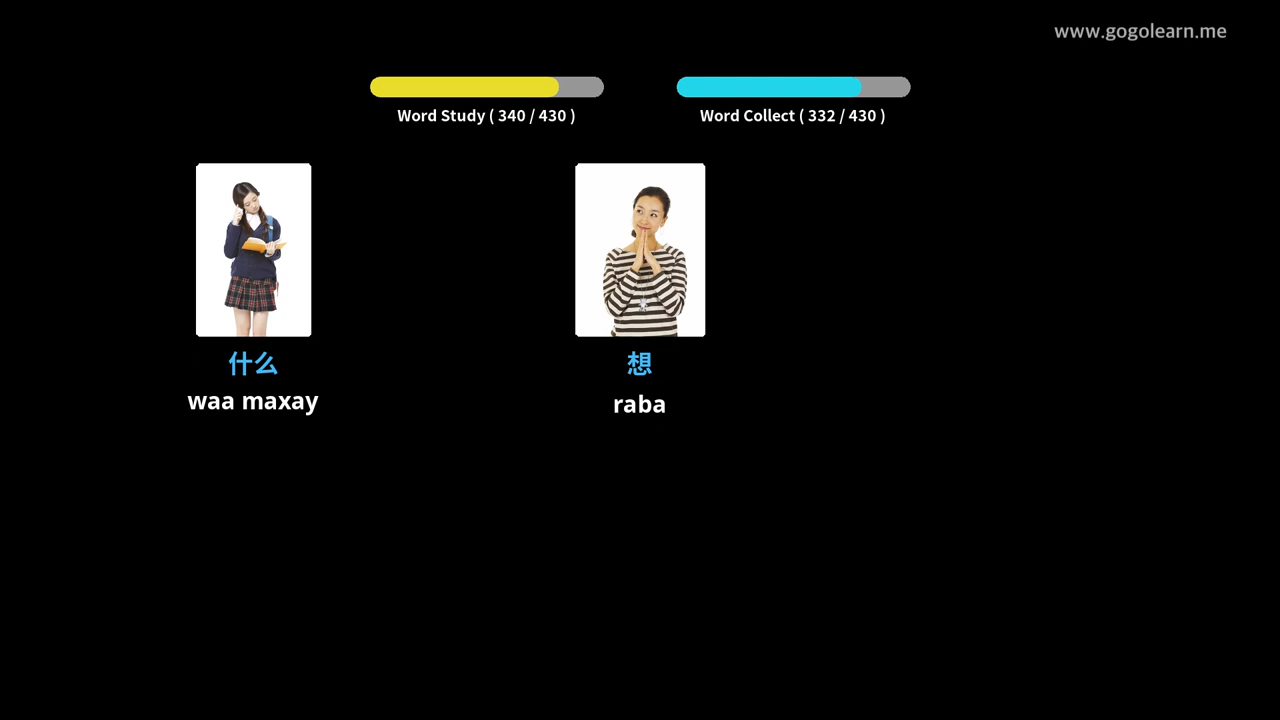 www.gogolearn.me
Word Study ( 340 / 430 )
Word Collect ( 332 / 430 )
什么
想
waa maxay
raba